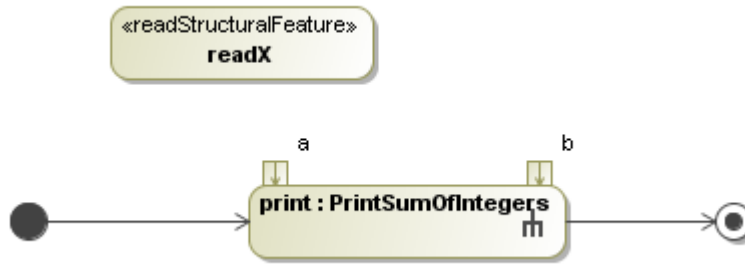 «readStructuralFeature»
readX
a
b
print : PrintSumOfIntegers